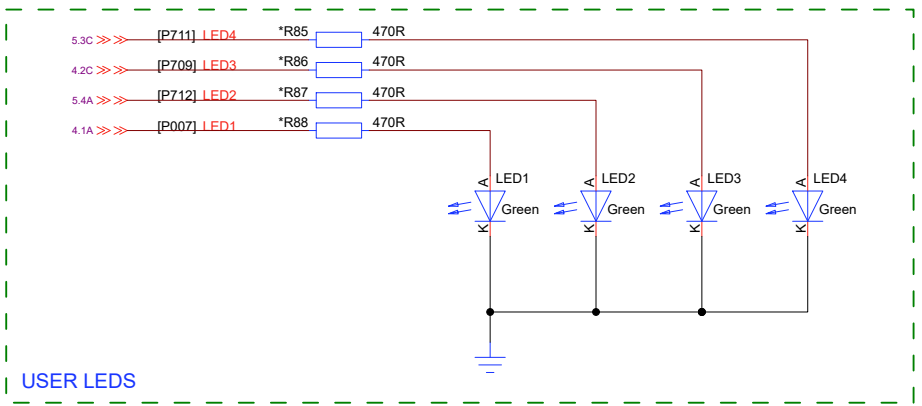 5.3C [P711] LED4 *R85 470R
4.2C [P709] LED3 *R86 470R
5.4A [P712] LED2 *R87 470R
4.1A [P007] LED1 *R88 470R
A LED1 A LED2 A LED3 A LED4
Green Green Green Green
K K K K
USER LEDS